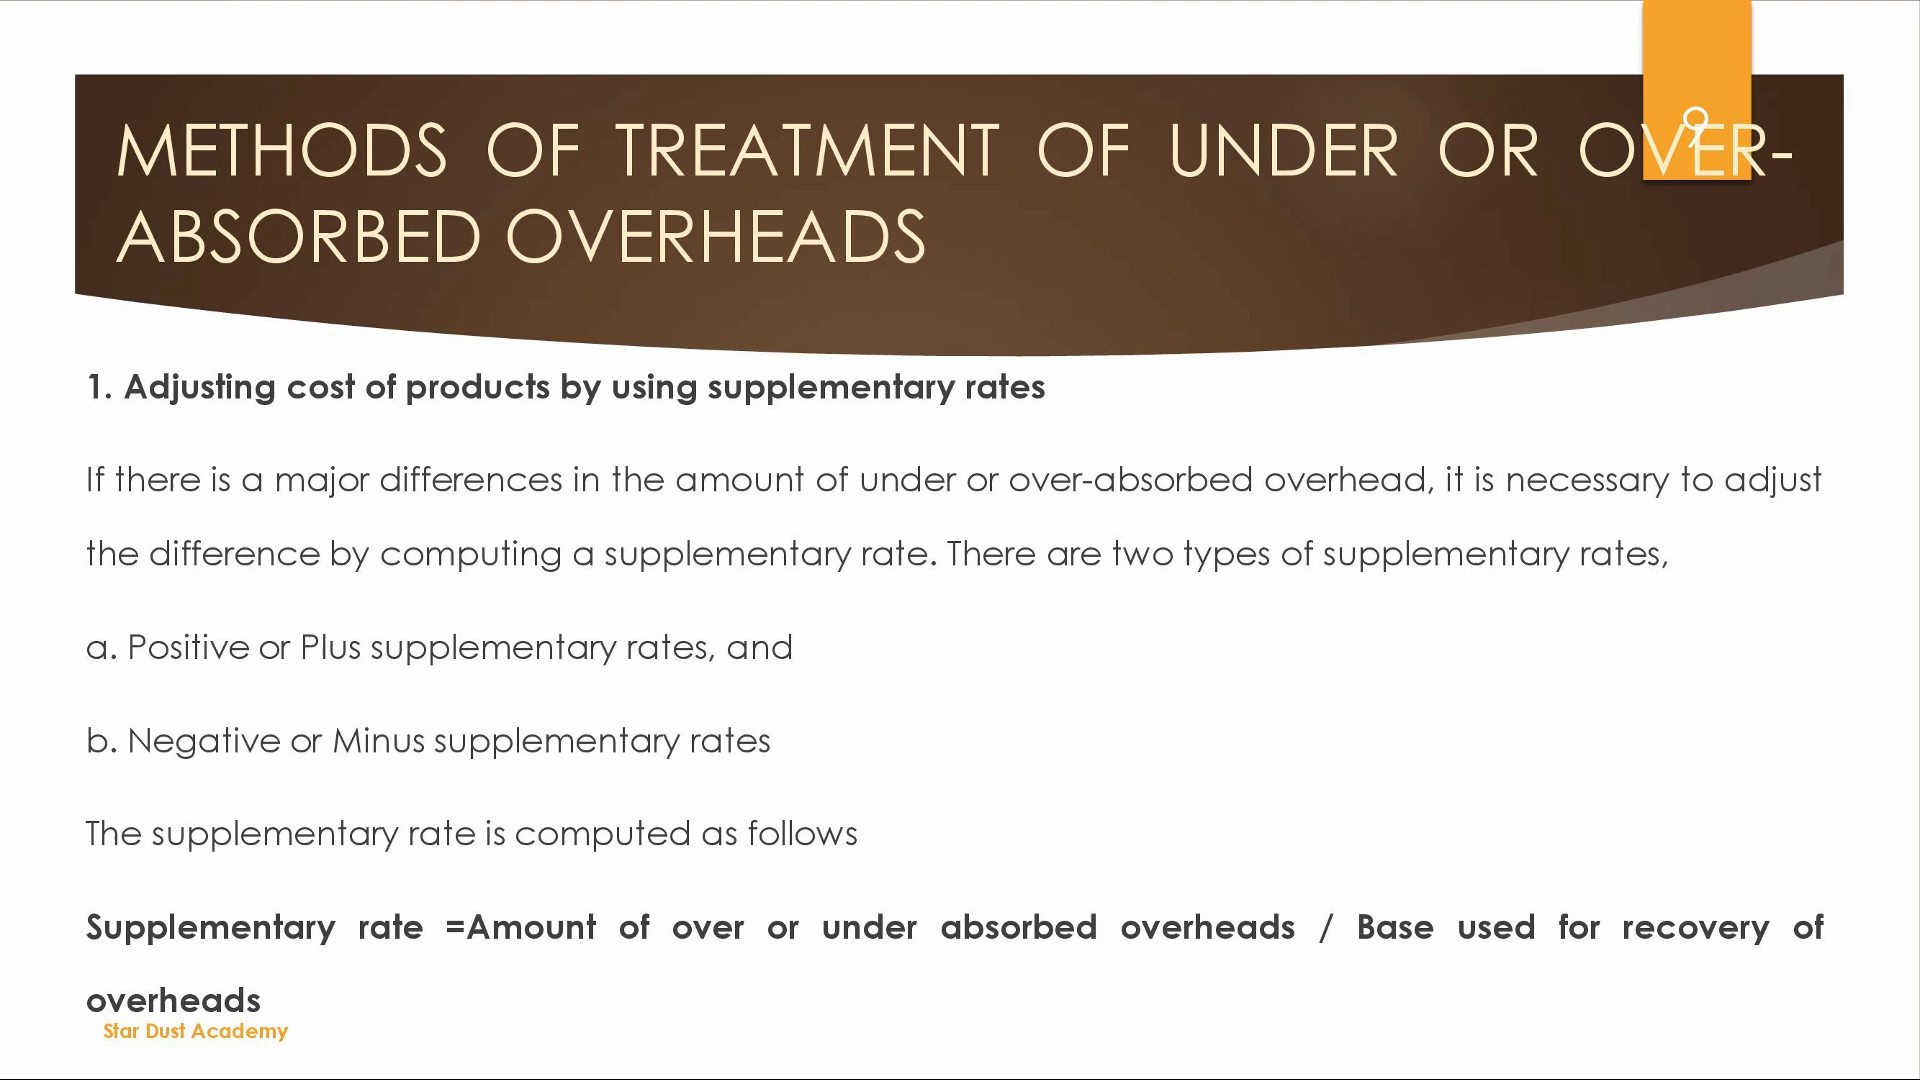 9
METHODS OF TREATMENT OF UNDER OR OVER-
ABSORBED OVERHEADS
1. Adjusting cost of products by using supplementary rates
If there is a major differences in the amount of under or over-absorbed overhead, it is necessary to adjust
the difference by computing a supplementary rate. There are two types of supplementary rates,
a. Positive or Plus supplementary rates, and
b. Negative or Minus supplementary rates
The supplementary rate is computed as follows
Supplementary rate =Amount of over or under absorbed overheads / Base used for recovery of
overheads
Star Dust Academy